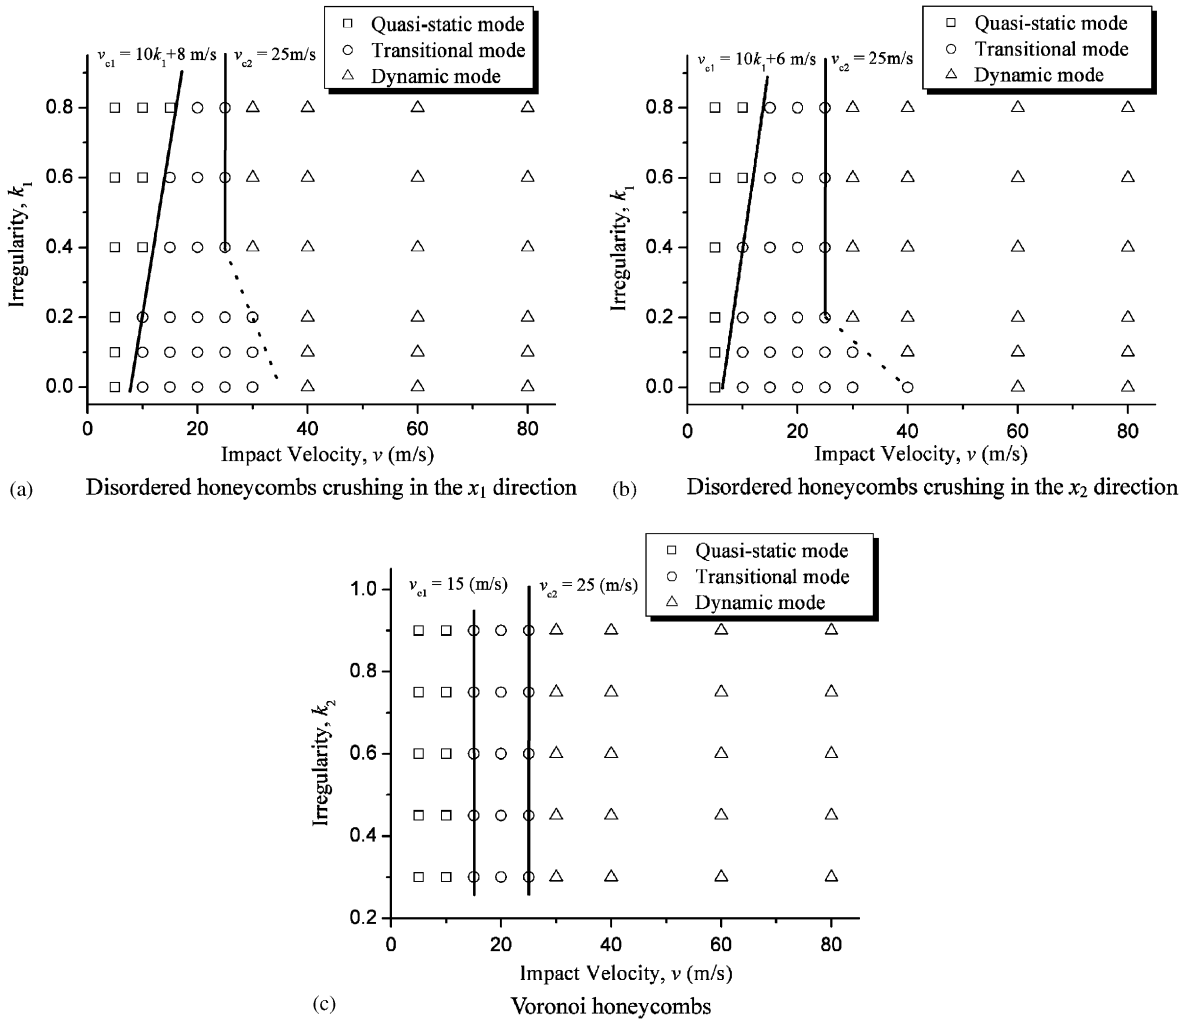 Quasi-static mode
Transitional mode
Dynamic mode
v_c1 = 10k_1+8 m/s
v_c2 = 25m/s
0.8
0.6
0.4
0.2
0.0
Irregularity, k_1
0 20 40 60 80
Impact Velocity, v (m/s)
(a) Disordered honeycombs crushing in the x_1 direction
Quasi-static mode
Transitional mode
Dynamic mode
v_c1 = 10k_1+6 m/s
v_c2 = 25m/s
0.8
0.6
0.4
0.2
0.0
Irregularity, k_1
0 20 40 60 80
Impact Velocity, v (m/s)
(b) Disordered honeycombs crushing in the x_2 direction
Quasi-static mode
Transitional mode
Dynamic mode
v_c1 = 15 (m/s)
v_c2 = 25 (m/s)
1.0
0.8
0.6
0.4
0.2
Irregularity, k_2
0 20 40 60 80
Impact Velocity, v (m/s)
(c) Voronoi honeycombs